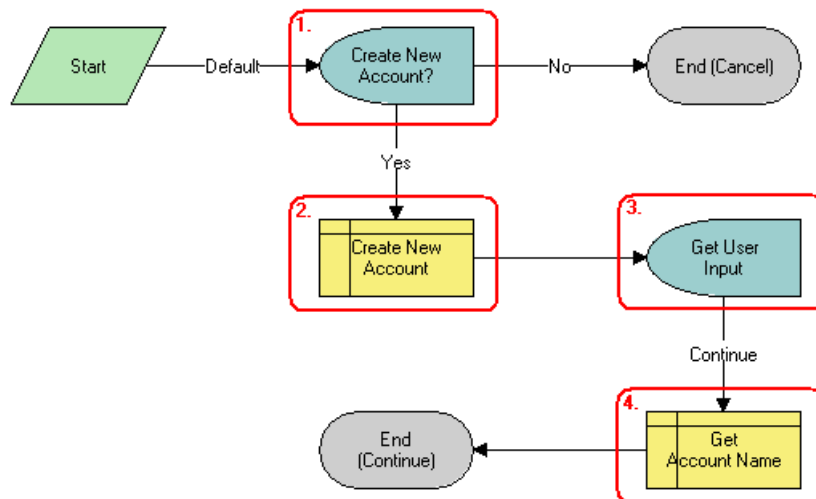 1.
Start
Default
Create New
Account?
No
End (Cancel)
Yes
2.
Create New
Account
3.
Get User
Input
Continue
4.
Get
Account Name
End
(Continue)